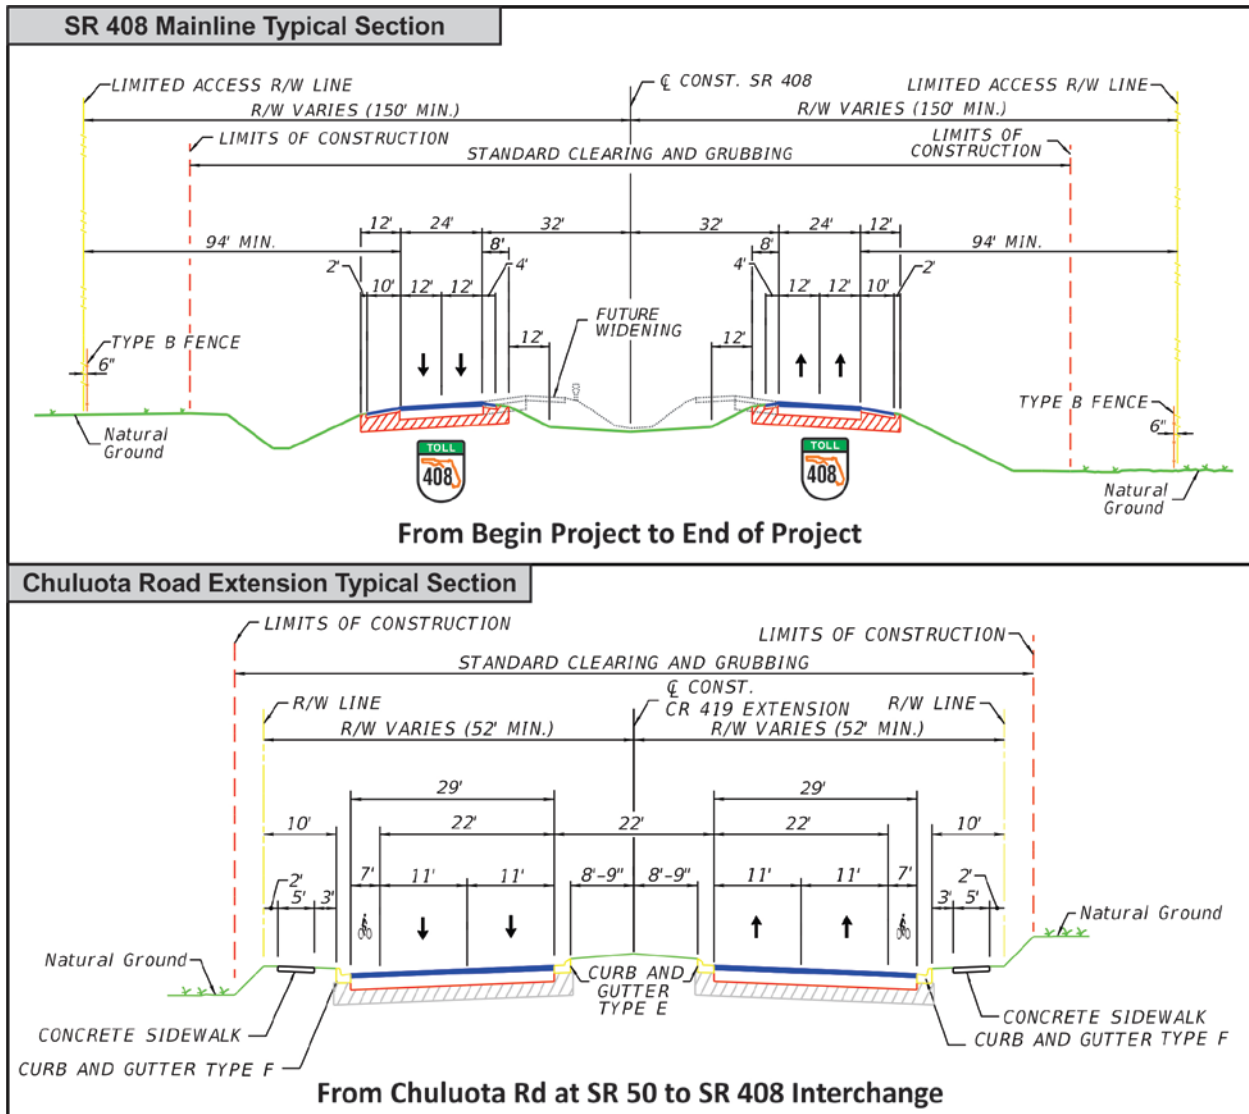 SR 408 Mainline Typical Section
LIMITED ACCESS R/W LINE
℄ CONST. SR 408
LIMITED ACCESS R/W LINE
R/W VARIES (150' MIN.)
R/W VARIES (150' MIN.)
LIMITS OF CONSTRUCTION
LIMITS OF
CONSTRUCTION
STANDARD CLEARING AND GRUBBING
12'
24'
32'
32'
24'
12'
94' MIN.
8'
8'
94' MIN.
2'
4'
4'
2'
10'
12'
12'
12'
12'
10'
FUTURE
WIDENING
12'
12'
TYPE B FENCE
6"
TYPE B FENCE
6"
Natural
Ground
TOLL
408
TOLL
408
Natural
Ground
From Begin Project to End of Project
Chuluota Road Extension Typical Section
LIMITS OF CONSTRUCTION
LIMITS OF CONSTRUCTION
STANDARD CLEARING AND GRUBBING
R/W LINE
℄ CONST.
CR 419 EXTENSION
R/W LINE
R/W VARIES (52' MIN.)
R/W VARIES (52' MIN.)
29'
29'
10'
22'
22'
22'
10'
2'
5'
3'
7'
11'
11'
8'-9"
8'-9"
11'
11'
7'
3'
5'
2'
Natural Ground
Natural Ground
CURB AND
GUTTER
TYPE E
CONCRETE SIDEWALK
CONCRETE SIDEWALK
CURB AND GUTTER TYPE F
CURB AND GUTTER TYPE F
From Chuluota Rd at SR 50 to SR 408 Interchange